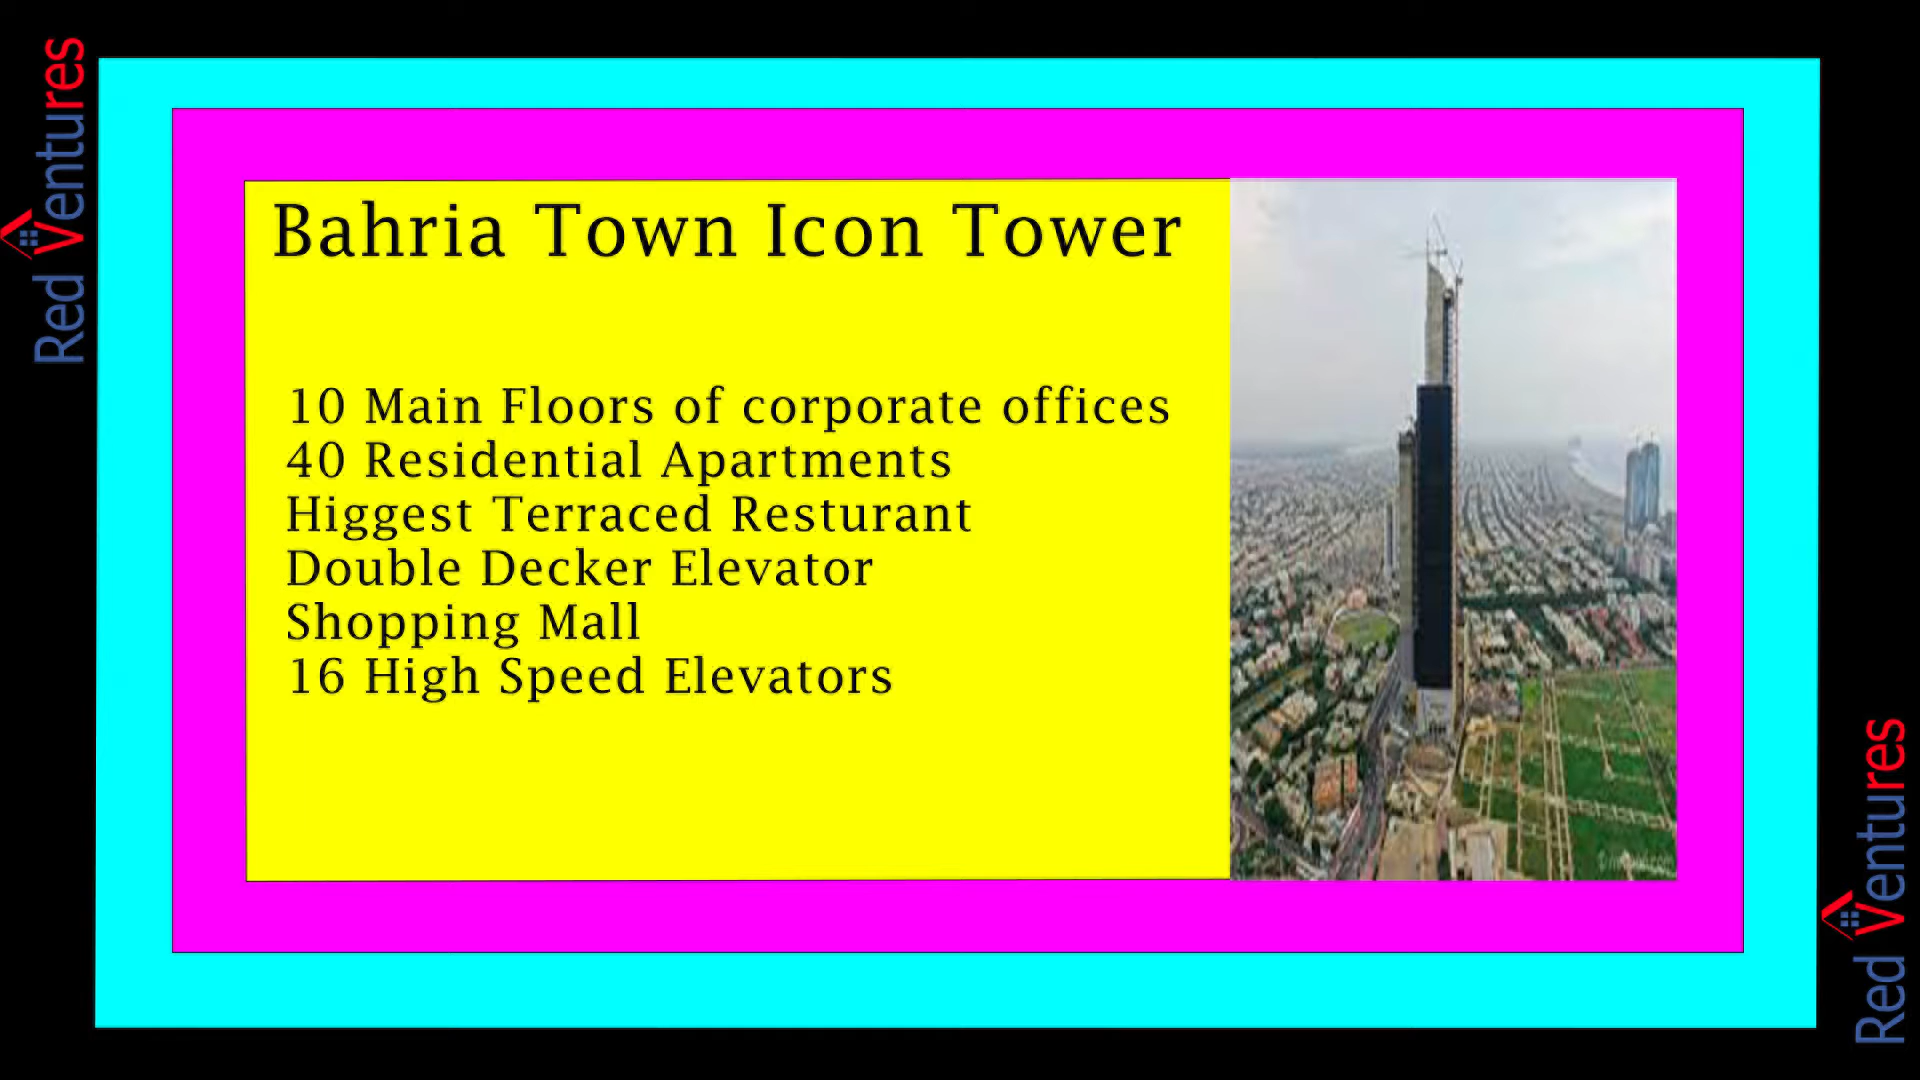 Red Ventures
Bahria Town Icon Tower
10 Main Floors of corporate offices
40 Residential Apartments
Higgest Terraced Resturant
Double Decker Elevator
Shopping Mall
16 High Speed Elevators
Red Ventures